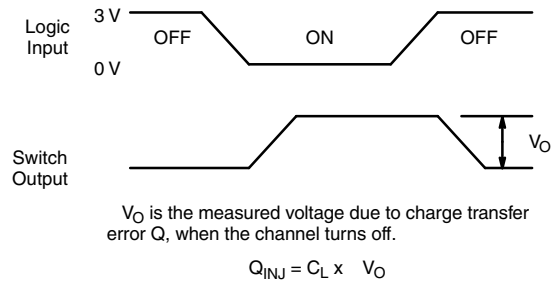 Logic
Input
3 V
0 V
OFF
ON
OFF
Switch
Output
VO
VO is the measured voltage due to charge transfer
error Q, when the channel turns off.
QINJ = CL x VO